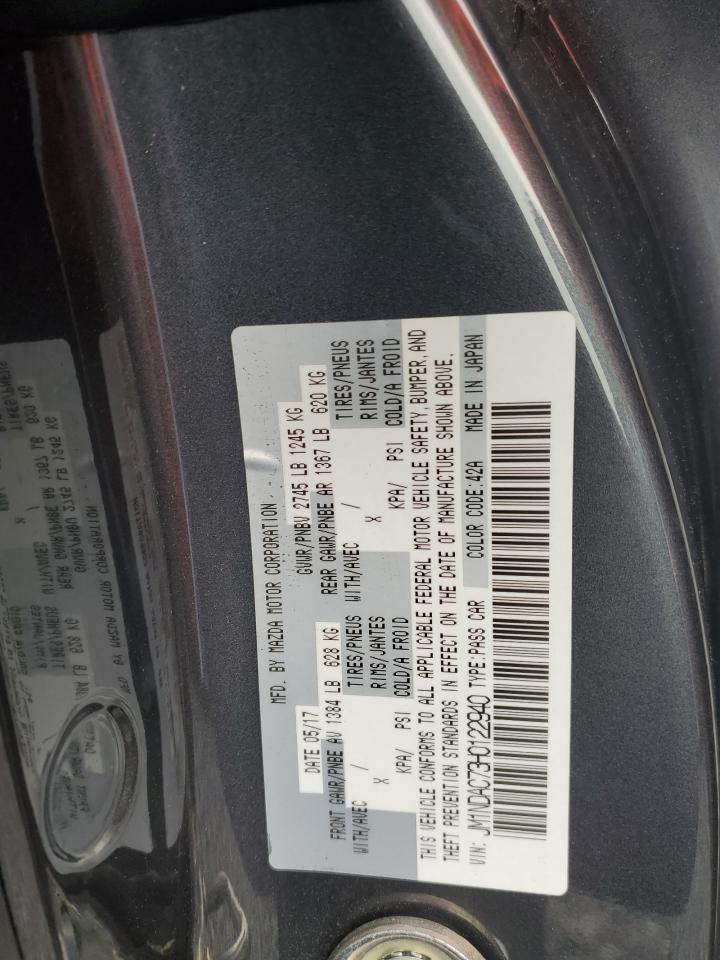 MFD. BY MAZDA MOTOR CORPORATION
DATE 05/17 GVWR/PNBV 2745 LB 1245 KG
FRONT GAWR/PNBE AV 1384 LB 628 KG REAR GAWR/PNBE AR 1367 LB 620 KG
WITH/AVEC / TIRES/PNEUS WITH/AVEC / TIRES/PNEUS
X RIMS/JANTES X RIMS/JANTES
KPA/ PSI COLD/A FROID KPA/ PSI COLD/A FROID
THIS VEHICLE CONFORMS TO ALL APPLICABLE FEDERAL MOTOR VEHICLE SAFETY, BUMPER, AND
THEFT PREVENTION STANDARDS IN EFFECT ON THE DATE OF MANUFACTURE SHOWN ABOVE.
VIN: JM1NDAC73H0122940 TYPE:PASS CAR COLOR CODE:42A MADE IN JAPAN